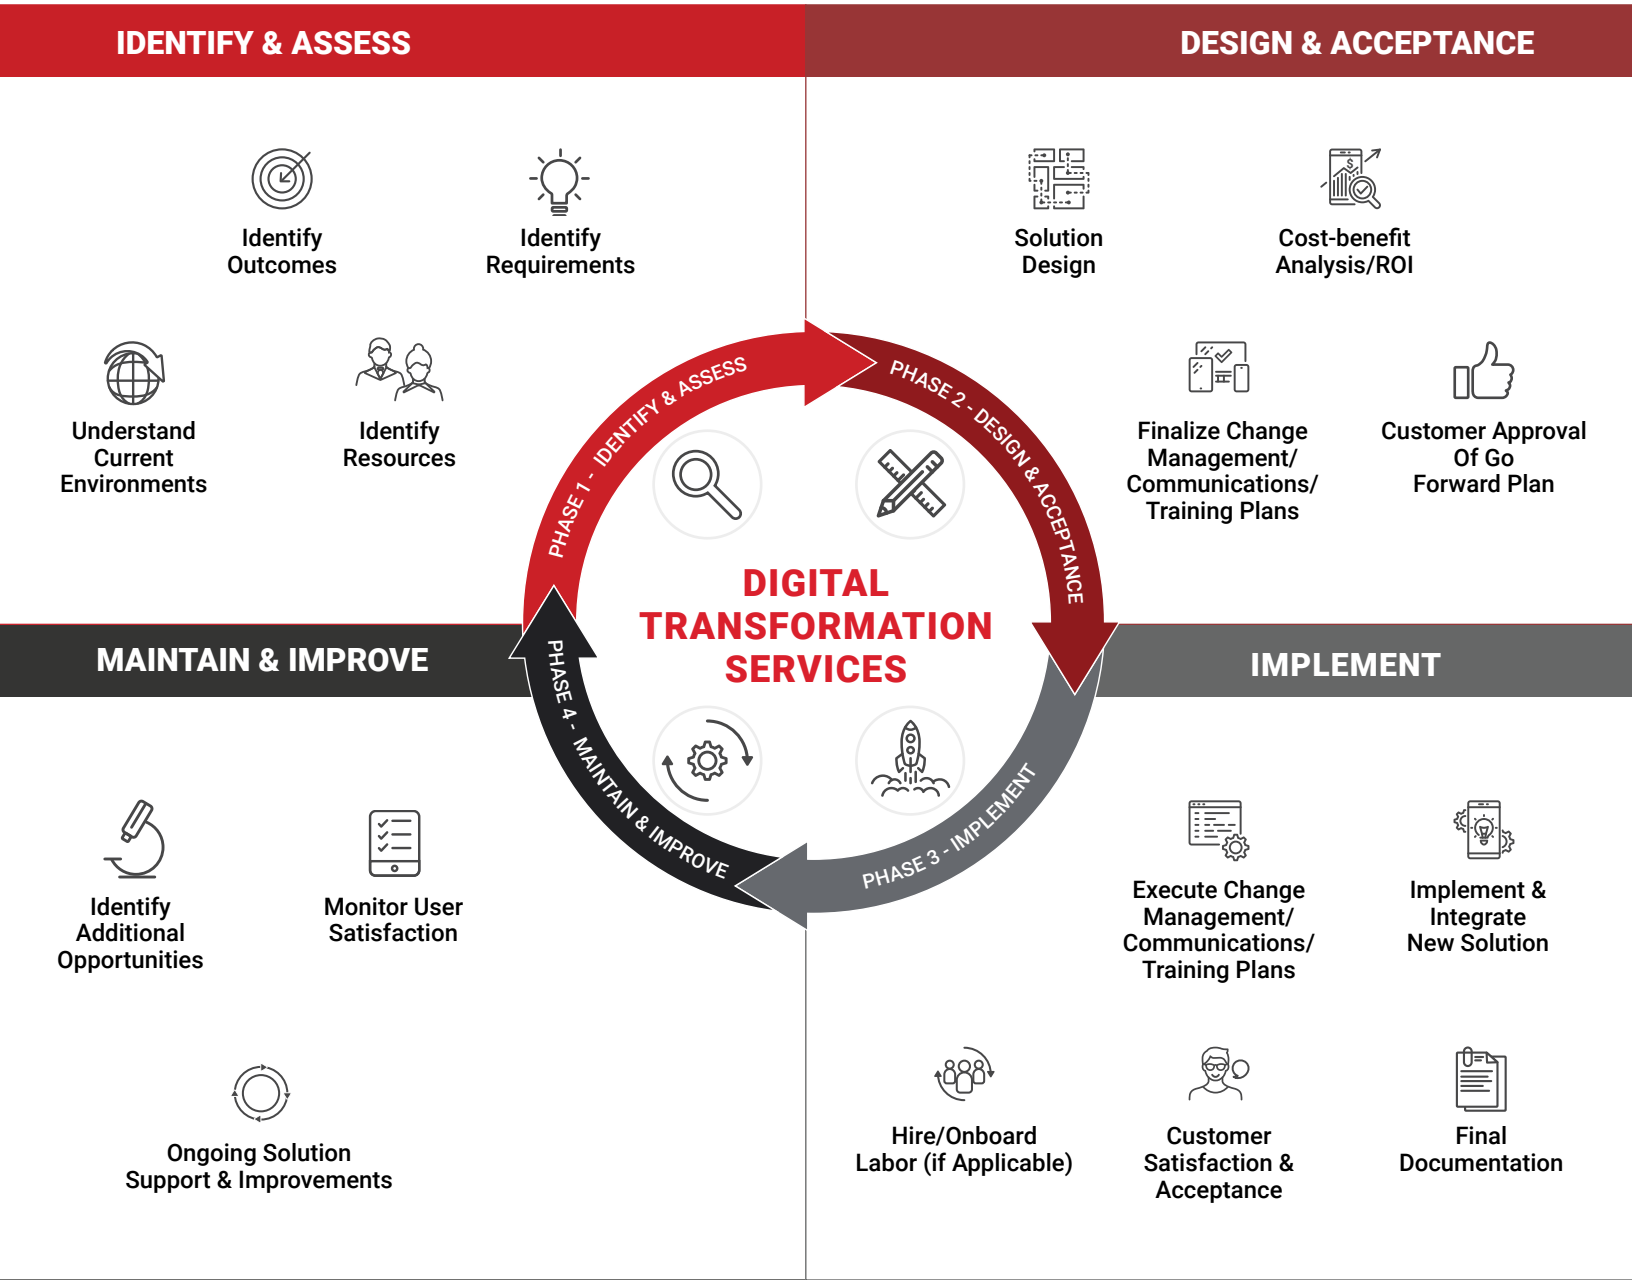 IDENTIFY & ASSESS
DESIGN & ACCEPTANCE
Identify
Outcomes
Identify
Requirements
Understand
Current
Environments
Identify
Resources
Solution
Design
Cost-benefit
Analysis/ROI
Finalize Change
Management/
Communications/
Training Plans
Customer Approval
Of Go
Forward Plan
PHASE 1 - IDENTIFY & ASSESS
PHASE 2 - DESIGN & ACCEPTANCE
DIGITAL
TRANSFORMATION
SERVICES
PHASE 3 - IMPLEMENT
PHASE 4 - MAINTAIN & IMPROVE
MAINTAIN & IMPROVE
IMPLEMENT
Identify
Additional
Opportunities
Monitor User
Satisfaction
Ongoing Solution
Support & Improvements
Execute Change
Management/
Communications/
Training Plans
Implement &
Integrate
New Solution
Hire/Onboard
Labor (if Applicable)
Customer
Satisfaction &
Acceptance
Final
Documentation